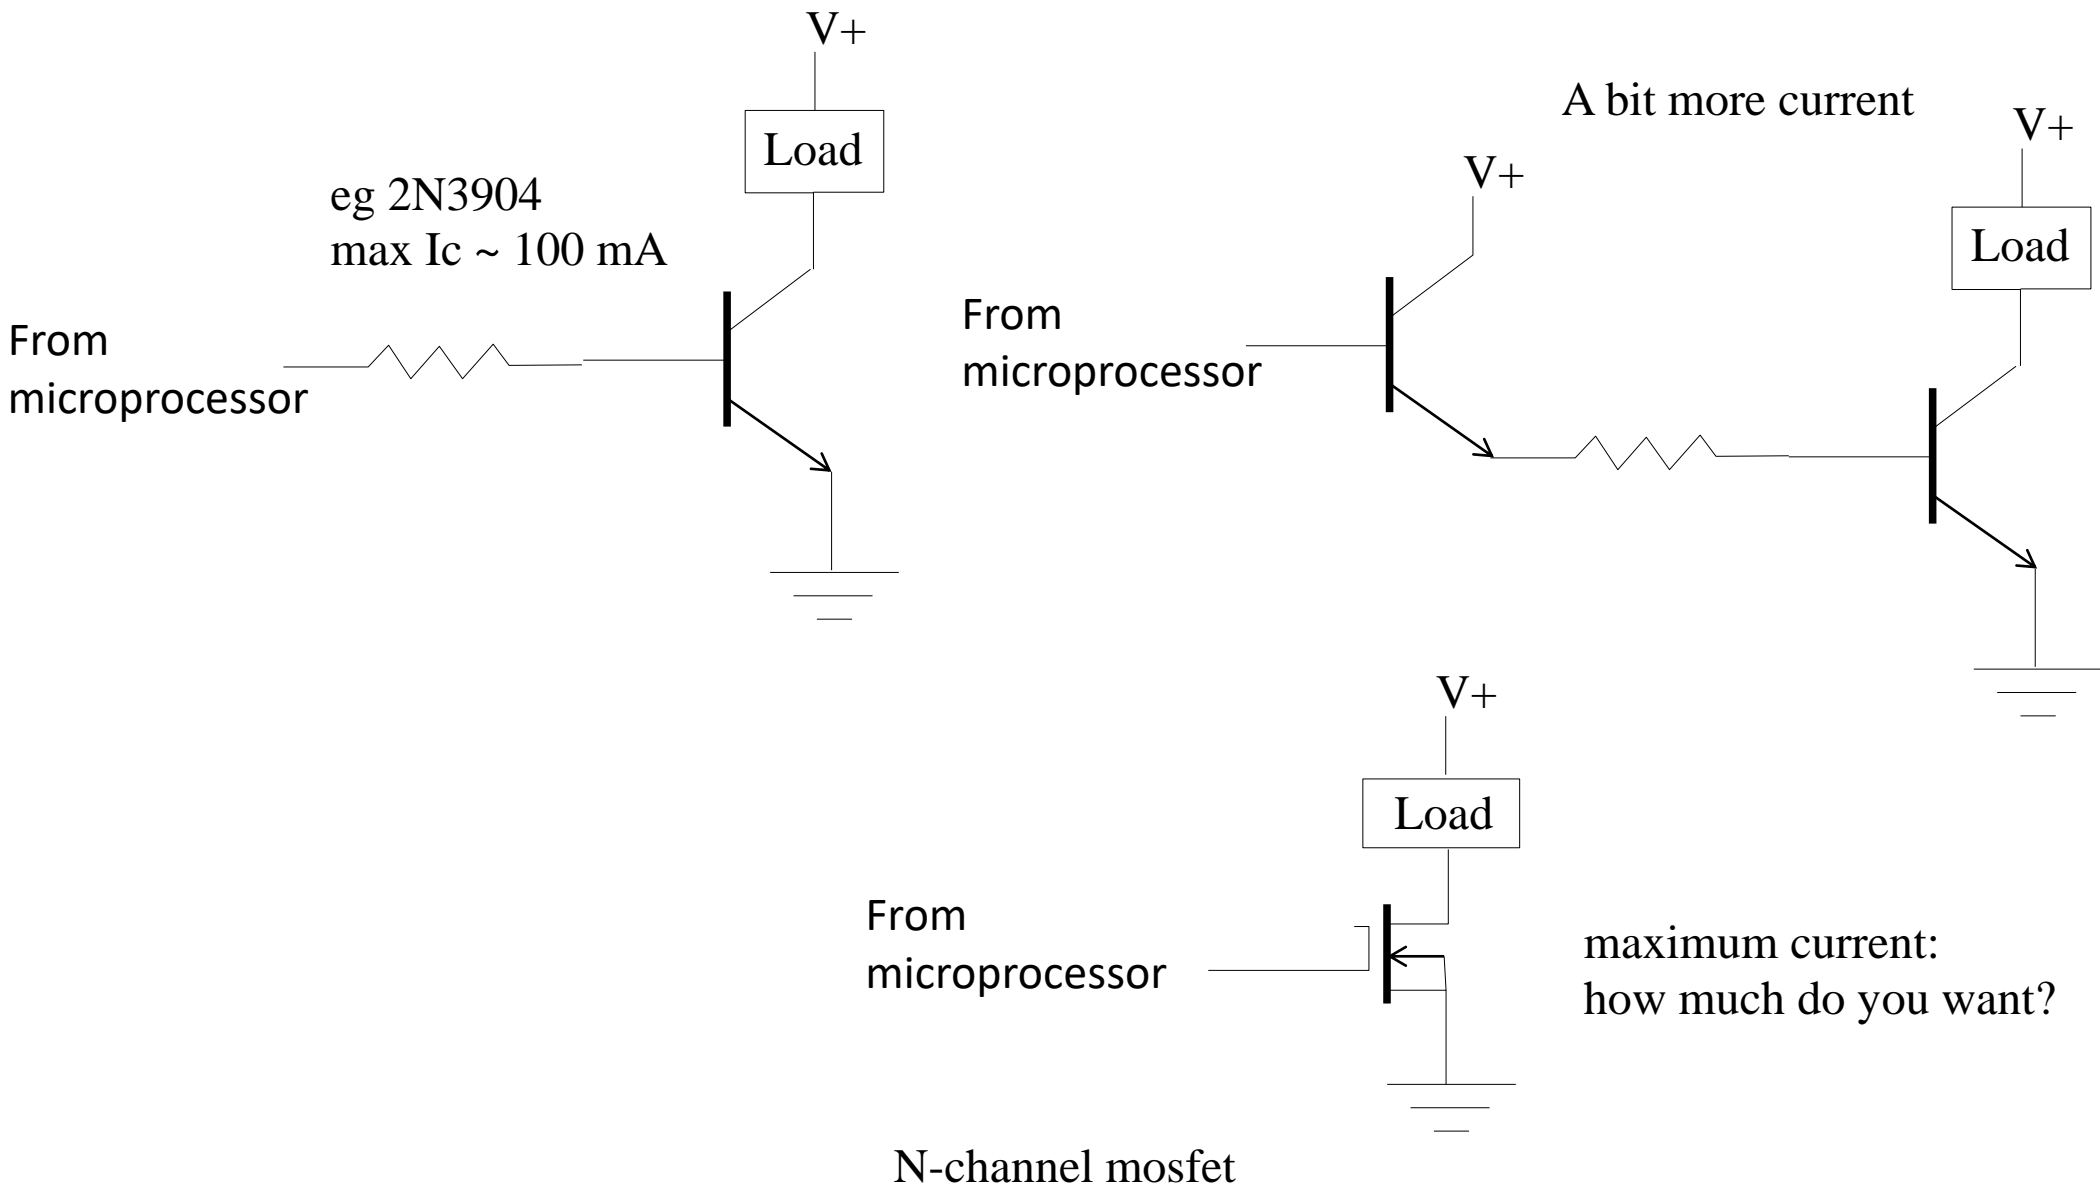 V+
Load
eg 2N3904
max Ic ~ 100 mA
From
microprocessor
A bit more current
V+
V+
Load
From
microprocessor
V+
Load
From
microprocessor
maximum current:
how much do you want?
N-channel mosfet